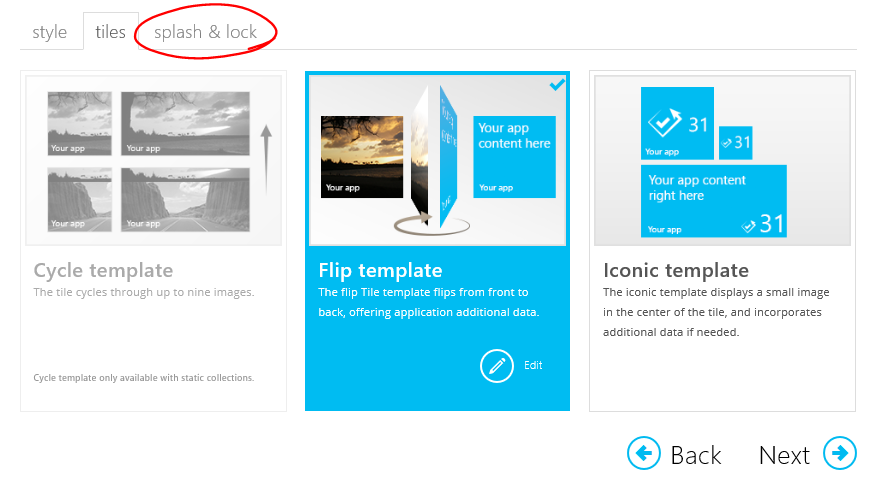 style
tiles
splash & lock
Your app
Your app
Your app
Your app
Cycle template
The tile cycles through up to nine images.
Cycle template only available with static collections.
Your app
Your app
content here
Your app
Flip template
The flip Tile template flips from front to
back, offering application additional data.
Edit
31
Your app
31
Your app content
right here
Your app
31
Iconic template
The iconic template displays a small image
in the center of the tile, and incorporates
additional data if needed.
Back
Next